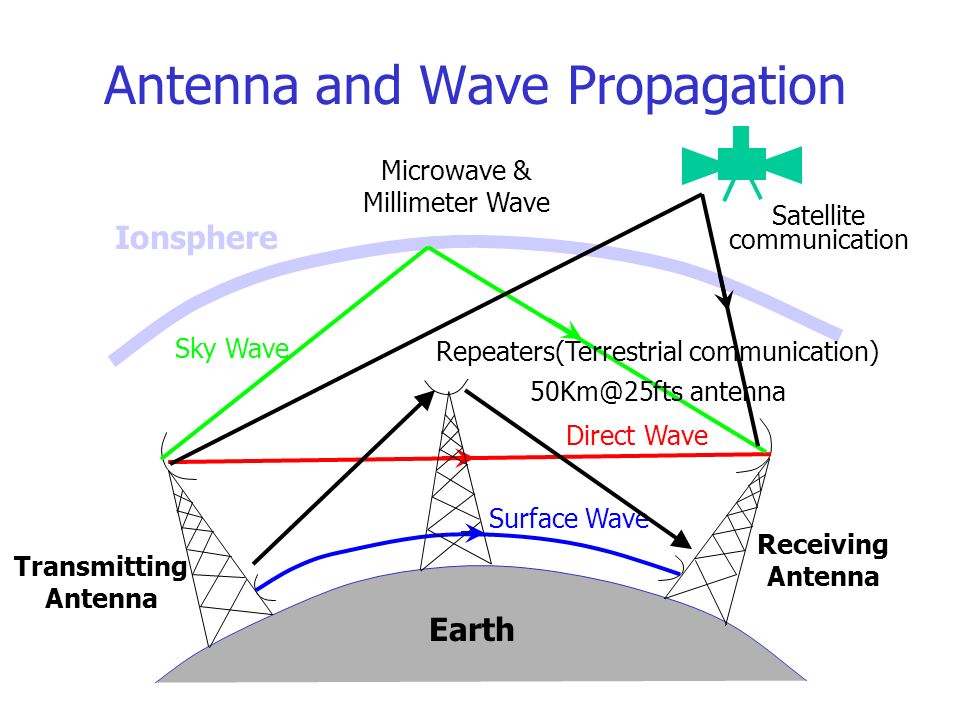 Antenna and Wave Propagation
Microwave &
Millimeter Wave
Satellite
communication
Ionsphere
Sky Wave
Repeaters(Terrestrial communication)
50Km@25fts antenna
Direct Wave
Surface Wave
Transmitting
Antenna
Receiving
Antenna
Earth